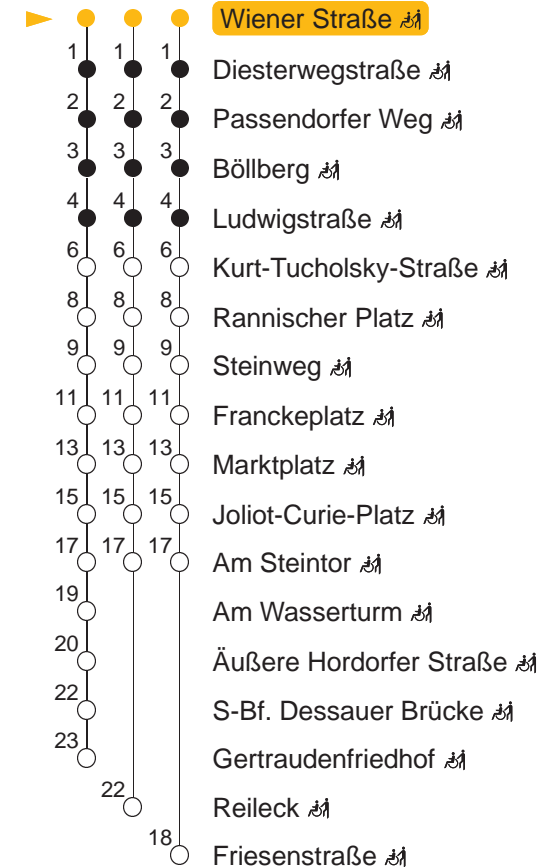 Wiener Straße
1 1 1 Diesterwegstraße
2 2 2 Passendorfer Weg
3 3 3 Böllberg
4 4 4 Ludwigstraße
6 6 6 Kurt-Tucholsky-Straße
8 8 8 Rannischer Platz
9 9 9 Steinweg
11 11 11 Franckeplatz
13 13 13 Marktplatz
15 15 15 Joliot-Curie-Platz
17 17 17 Am Steintor
19 Am Wasserturm
20 Äußere Hordorfer Straße
22 S-Bf. Dessauer Brücke
23 Gertraudenfriedhof
22 Reileck
18 Friesenstraße